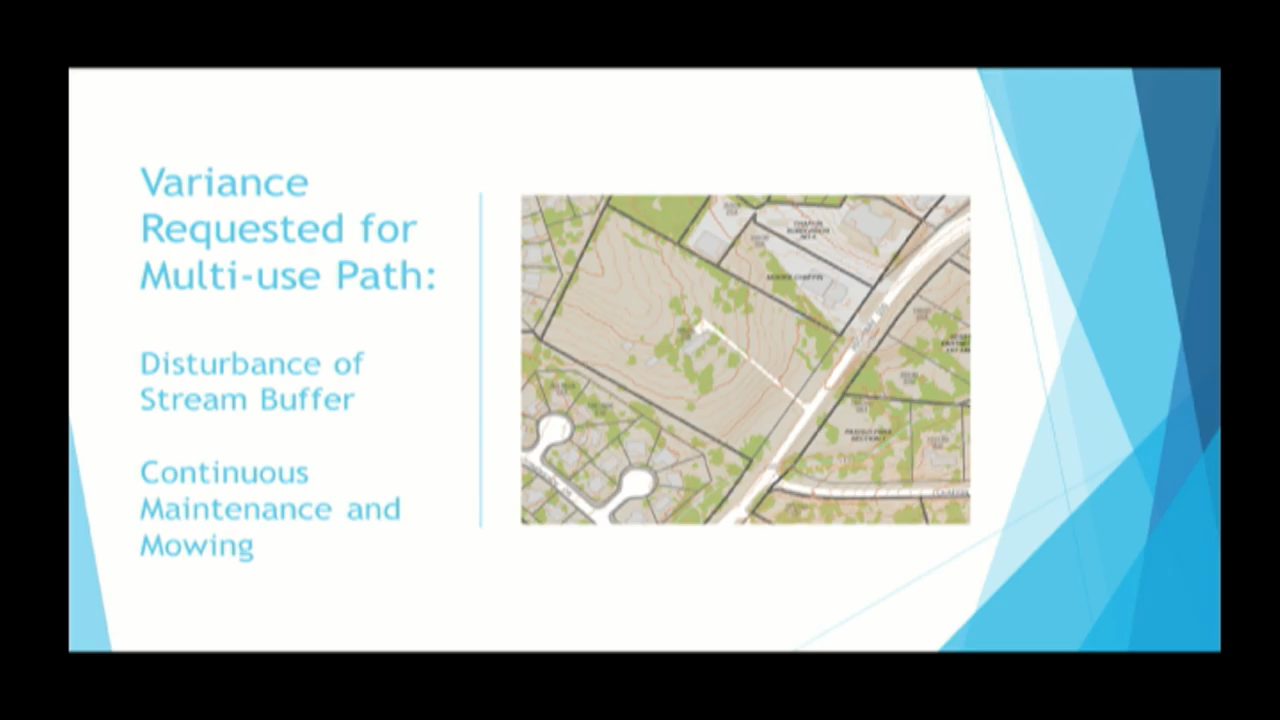 Variance
Requested for
Multi-use Path:
Disturbance of
Stream Buffer
Continuous
Maintenance and
Mowing